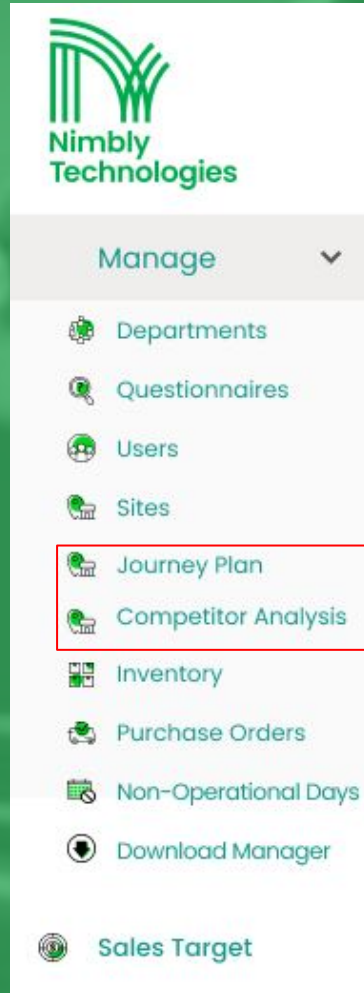 Nimbly
Technologies
Manage
Departments
Questionnaires
Users
Sites
Journey Plan
Competitor Analysis
Inventory
Purchase Orders
Non-Operational Days
Download Manager
Sales Target